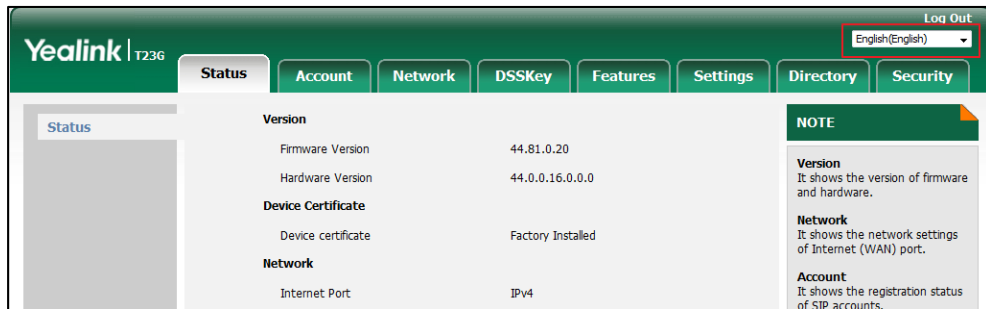 Log Out
Yealink | T23G
English(English)
Status Account Network DSSKey Features Settings Directory Security
Status
Version
Firmware Version 44.81.0.20
Hardware Version 44.0.0.16.0.0.0
Device Certificate
Device certificate Factory Installed
Network
Internet Port IPv4
NOTE
Version
It shows the version of firmware
and hardware.
Network
It shows the network settings
of Internet (WAN) port.
Account
It shows the registration status
of SIP accounts.